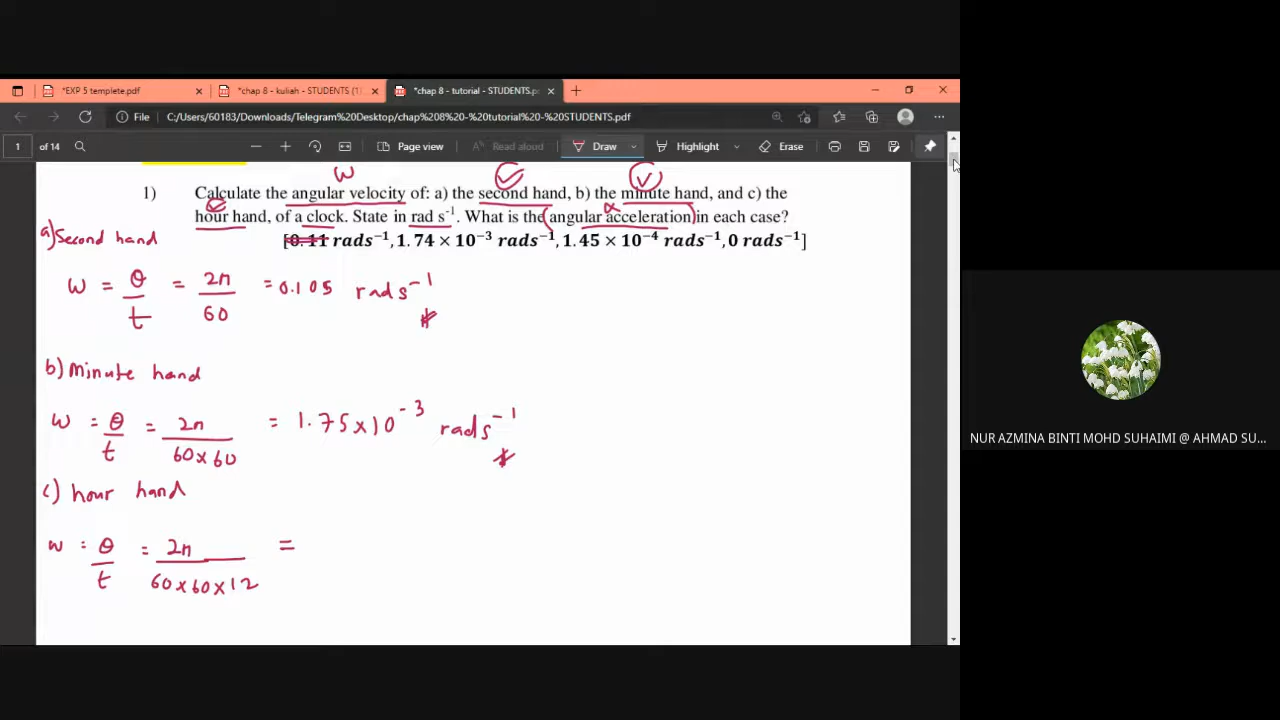 *EXP 5 templete.pdf
*chap 8 - kuliah - STUDENTS (1)
*chap 8 - tutorial - STUDENTS.pd
File C:/Users/60183/Downloads/Telegram%20Desktop/chap%208%20-%20tutorial%20-%20STUDENTS.pdf
1 of 14 Page view Read aloud Draw Highlight Erase
ω
1) Calculate the angular velocity of: a) the second hand, b) the minute hand, and c) the
α
hour hand, of a clock. State in rad s⁻¹. What is the (angular acceleration) in each case?
[0.11 rads⁻¹, 1.74 × 10⁻³ rads⁻¹, 1.45 × 10⁻⁴ rads⁻¹, 0 rads⁻¹]
a) Second hand
ω = θ/t = 2π/60 = 0.105 rads⁻¹
b) Minute hand
ω = θ/t = 2π/60×60 = 1.75×10⁻³ rads⁻¹
c) hour hand
ω = θ/t = 2π/60×60×12 =
NUR AZMINA BINTI MOHD SUHAIMI @ AHMAD SU...